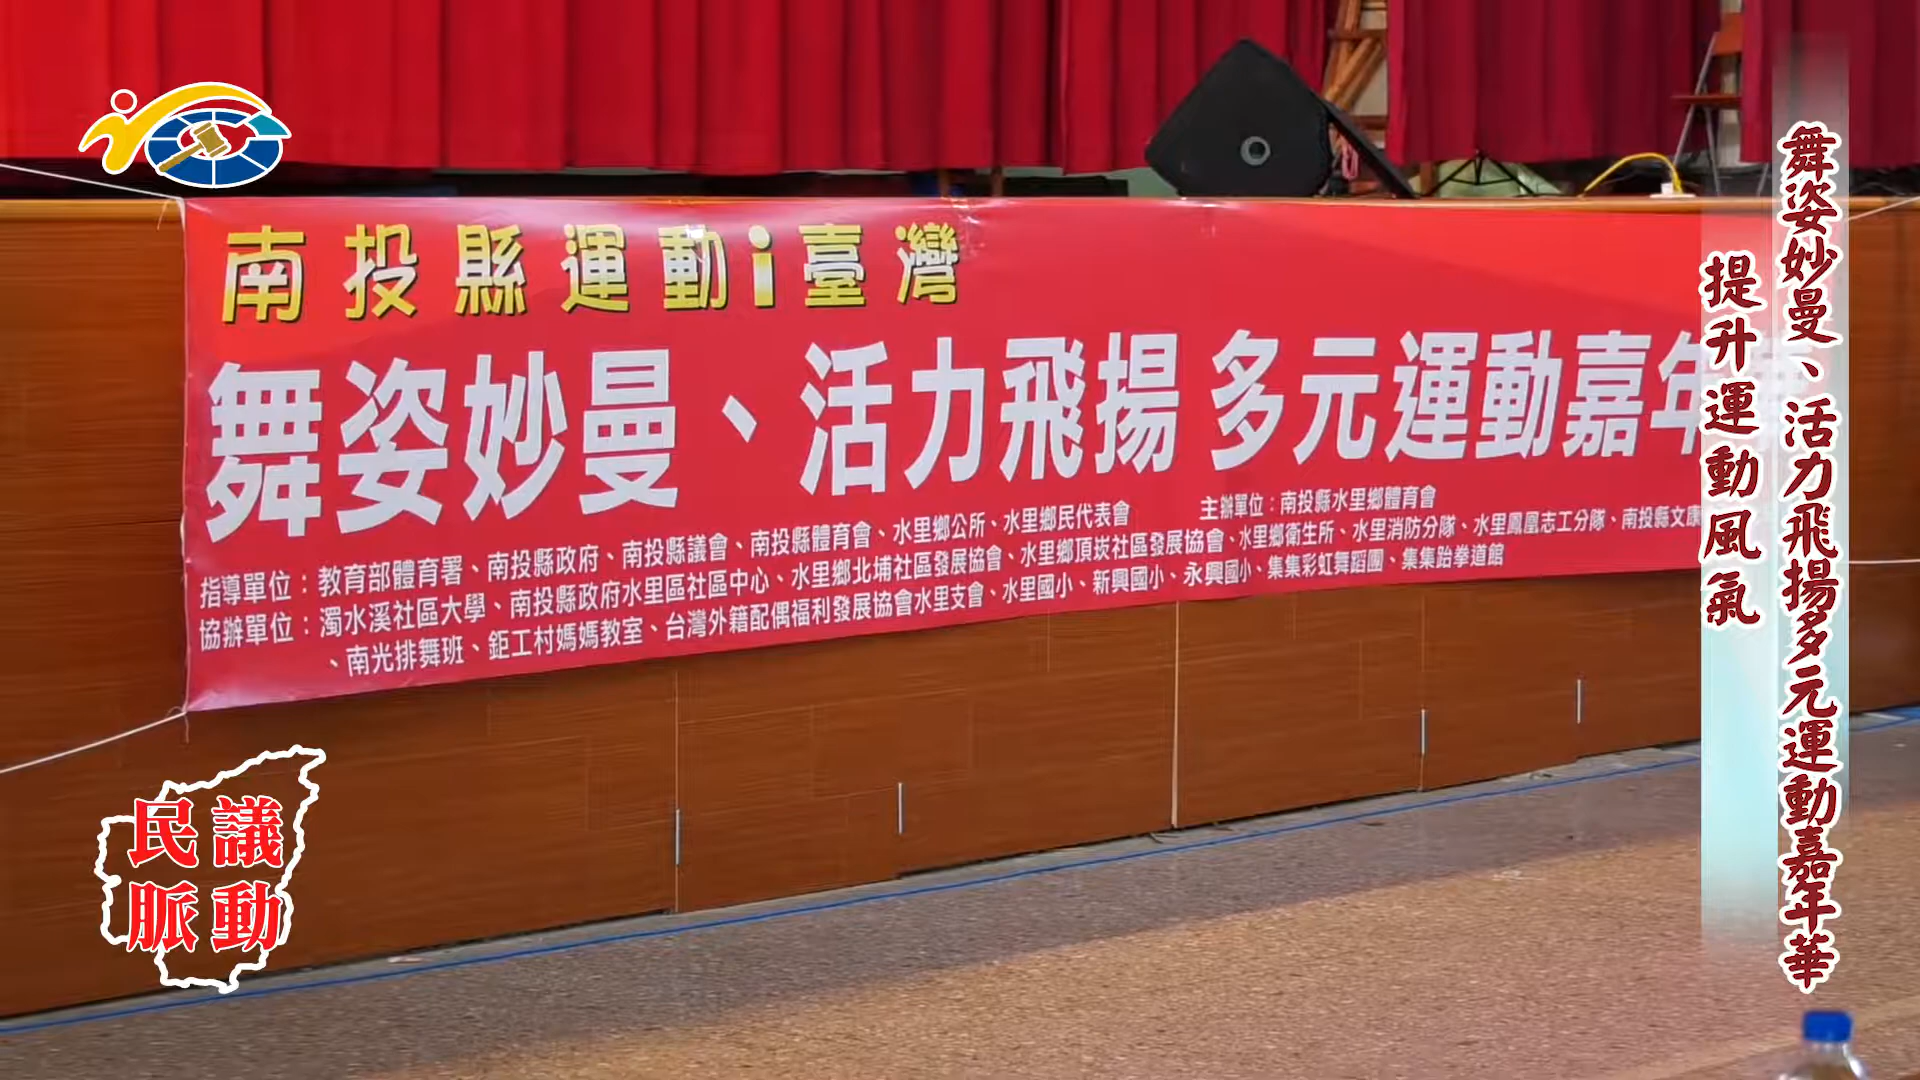 南投縣運動i臺灣
舞姿妙曼、活力飛揚 多元運動嘉年
主辦單位：南投縣水里鄉體育會
指導單位：教育部體育署、南投縣政府、南投縣議會、南投縣體育會、水里鄉公所、水里鄉民代表會
協辦單位：濁水溪社區大學、南投縣政府水里區社區中心、水里鄉北埔社區發展協會、水里鄉頂崁社區發展協會、水里鄉衛生所、水里消防分隊、水里鳳凰志工分隊、南投縣文康
、南光排舞班、鉅工村媽媽教室、台灣外籍配偶福利發展協會水里支會、水里國小、新興國小、永興國小、集集彩虹舞蹈團、集集跆拳道館
舞姿妙曼、活力飛揚多元運動嘉年華
提升運動風氣
民議
脈動